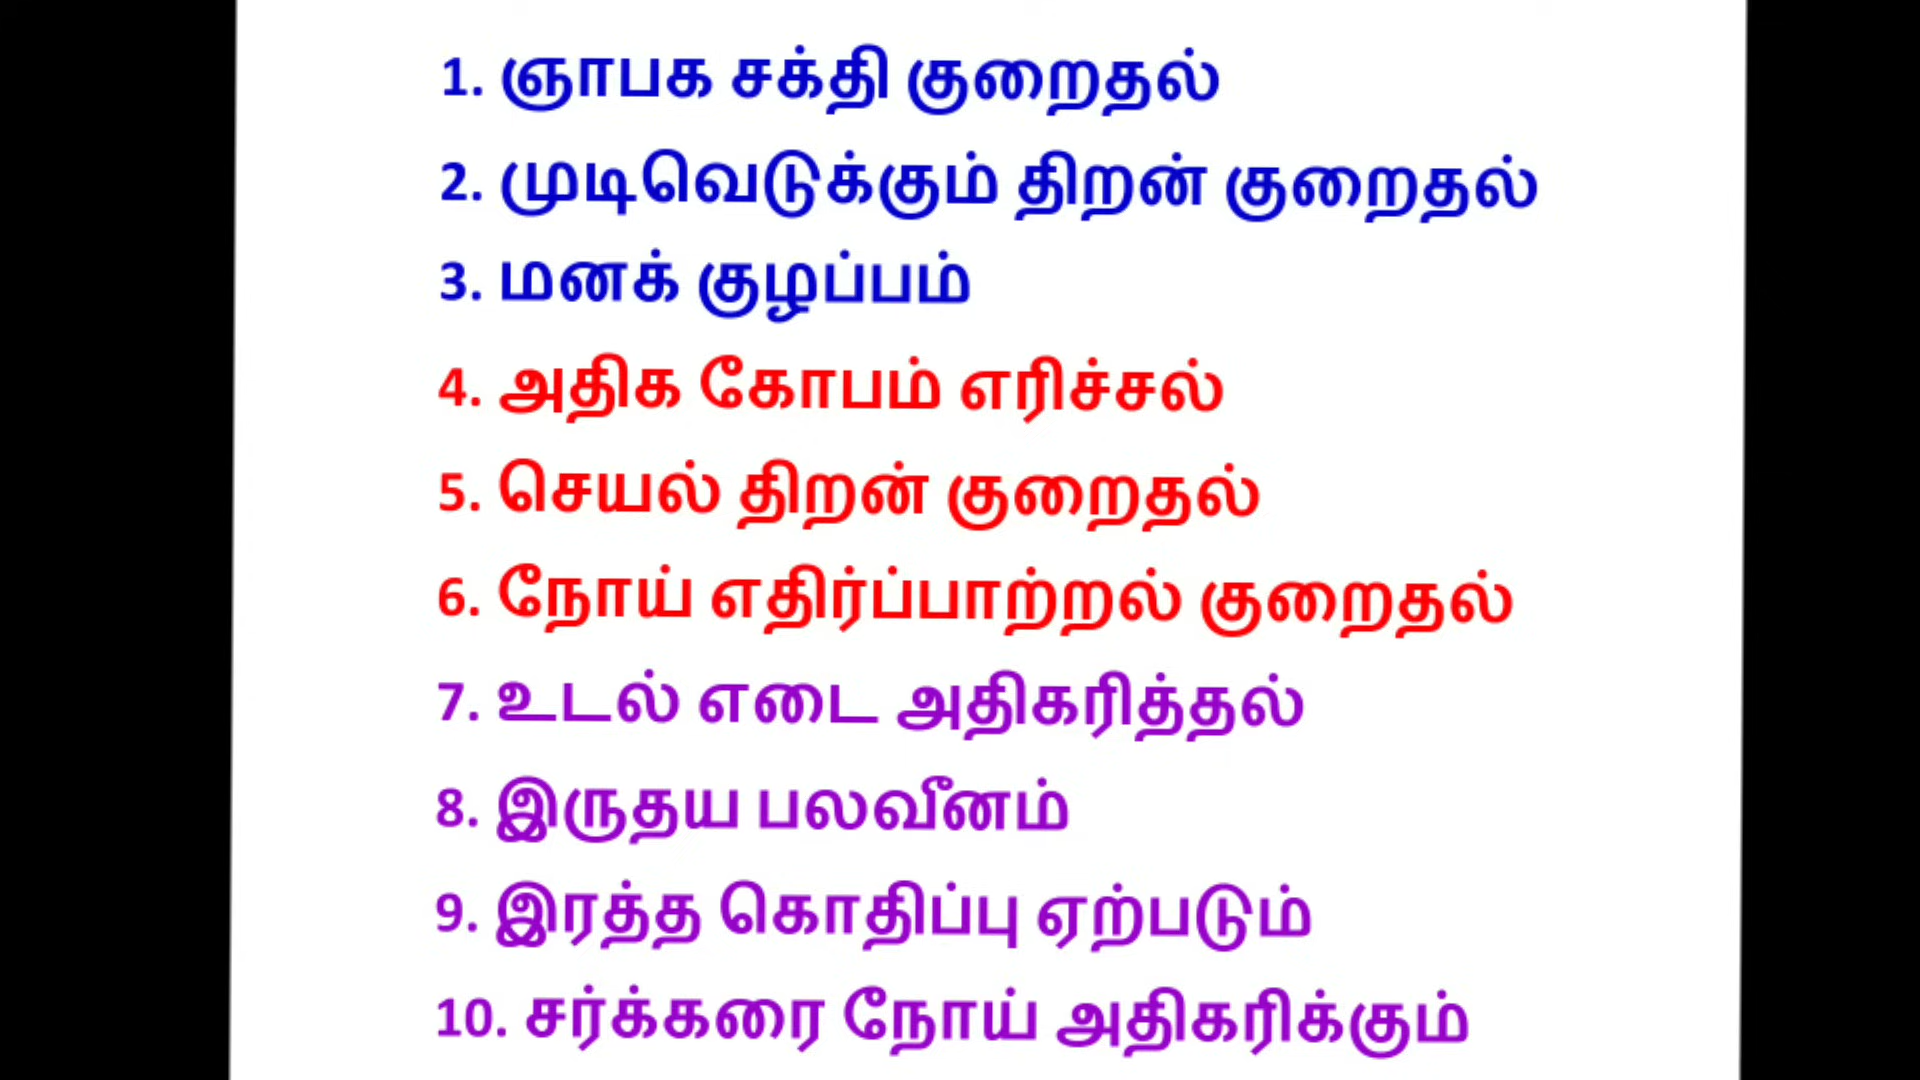 1. ஞாபக சக்தி குறைதல்
2. முடிவெடுக்கும் திறன் குறைதல்
3. மனக் குழப்பம்
4. அதிக கோபம் எரிச்சல்
5. செயல் திறன் குறைதல்
6. நோய் எதிர்ப்பாற்றல் குறைதல்
7. உடல் எடை அதிகரித்தல்
8. இருதய பலவீனம்
9. இரத்த கொதிப்பு ஏற்படும்
10. சர்க்கரை நோய் அதிகரிக்கும்